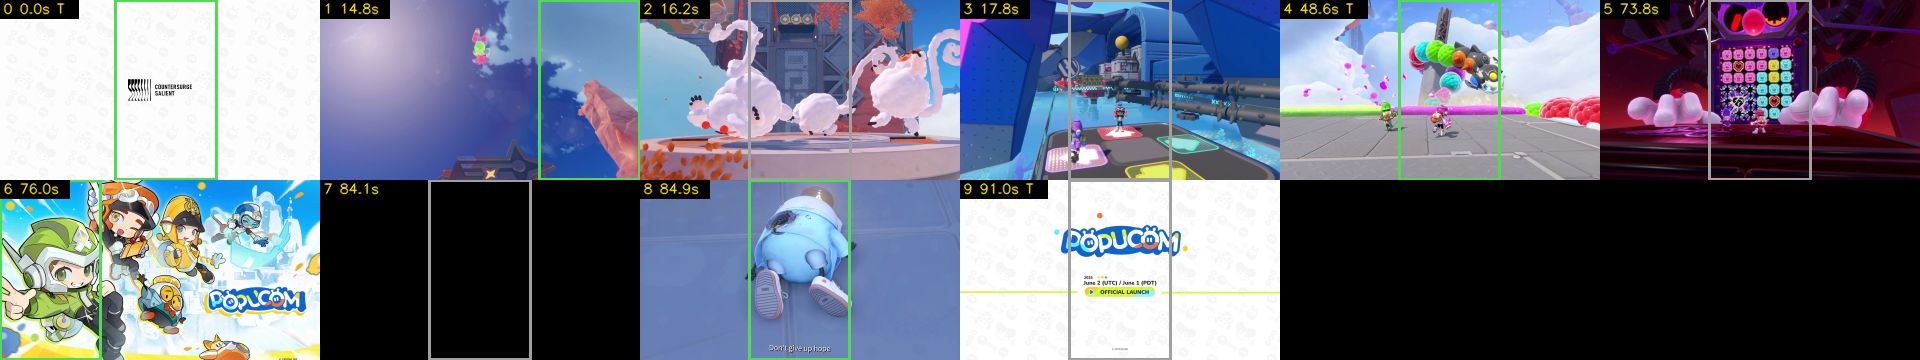 0 0.0s T
COUNTERSURGE
SALIENT
1 14.8s
2 16.2s
3 17.8s
4 48.6s T
5 73.8s
6 76.0s
POPUCOM
7 84.1s
8 84.9s
Don't give up hope
9 91.0s T
POPUCOM
2025
June 2 (UTC) / June 1 (PDT)
OFFICIAL LAUNCH